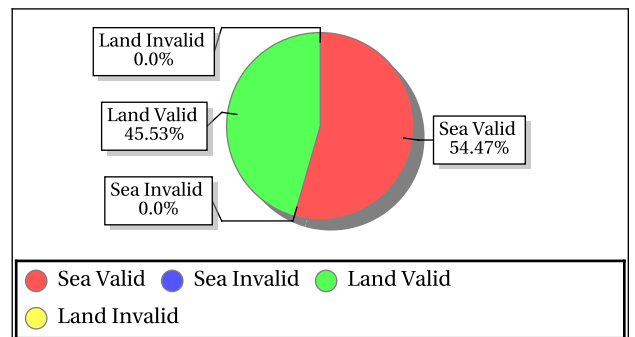 Land Invalid
0.0%
Land Valid
45.53%
Sea Valid
54.47%
Sea Invalid
0.0%
Sea Valid Sea Invalid Land Valid
Land Invalid